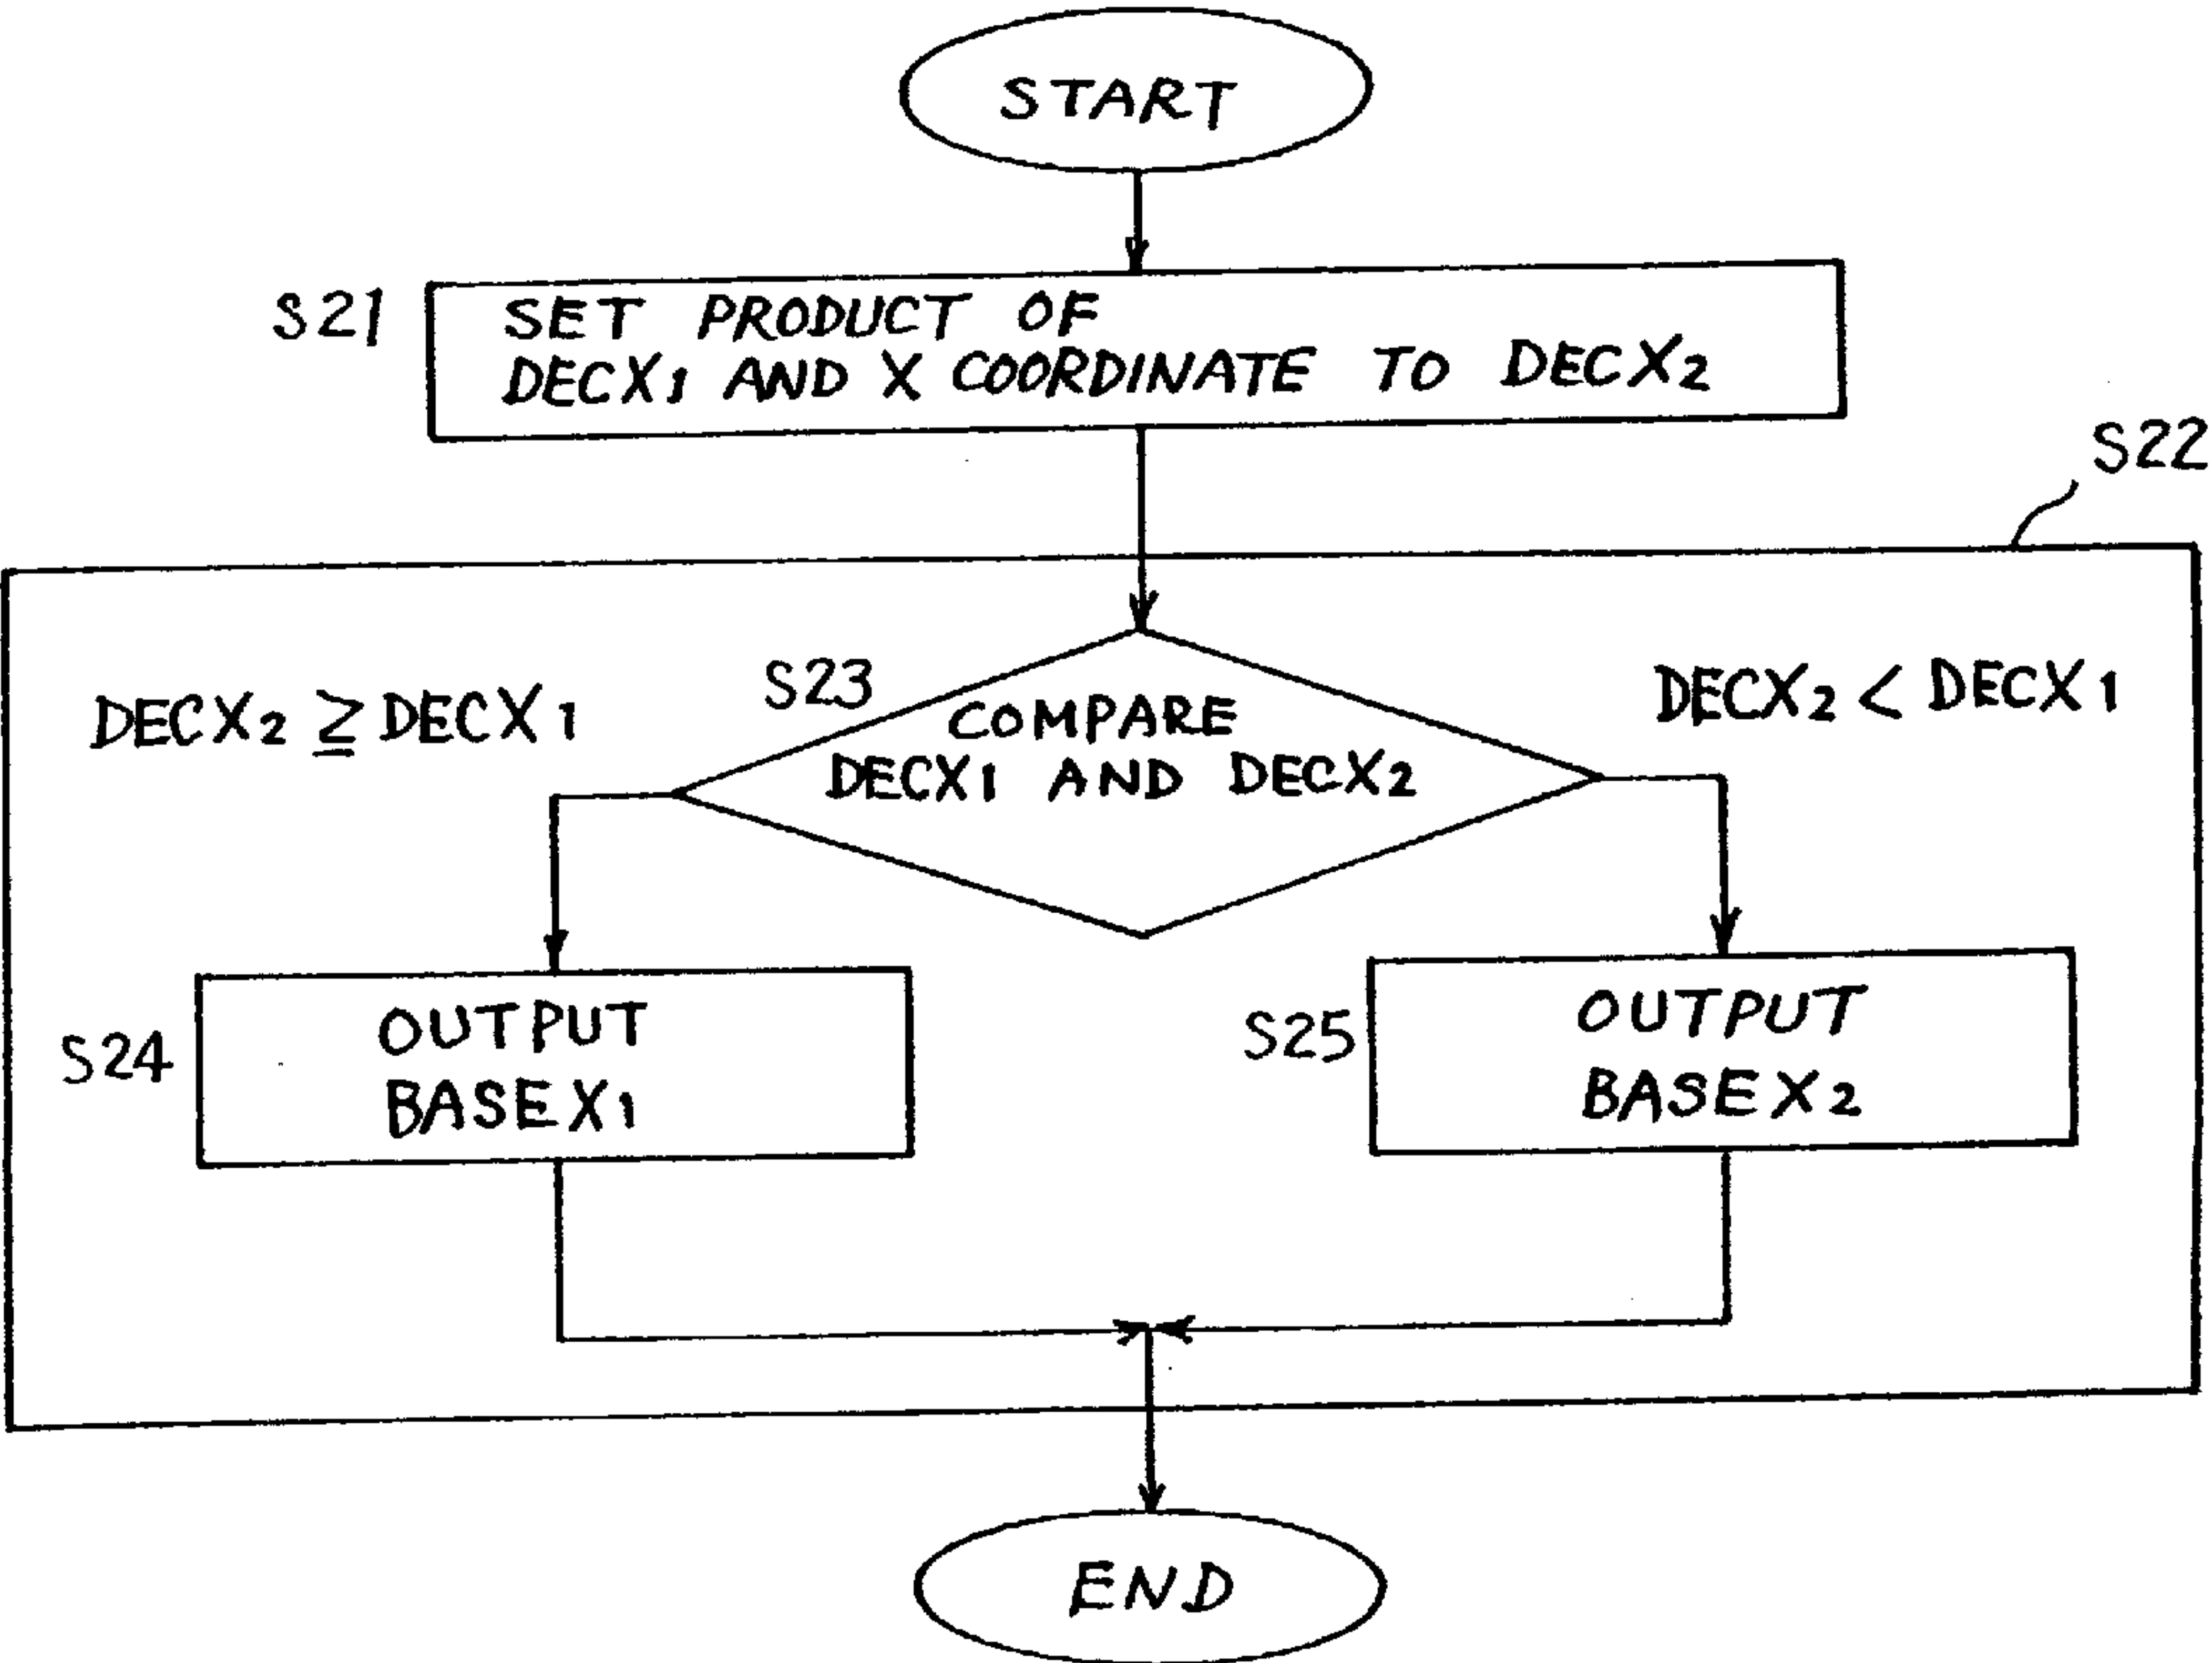 START
S21
SET PRODUCT OF
DECX1 AND X COORDINATE TO DECX2
S22
S23
DECX2 ≥ DECX1
DECX2 < DECX1
COMPARE
DECX1 AND DECX2
S24
OUTPUT
BASEX1
S25
OUTPUT
BASEX2
END